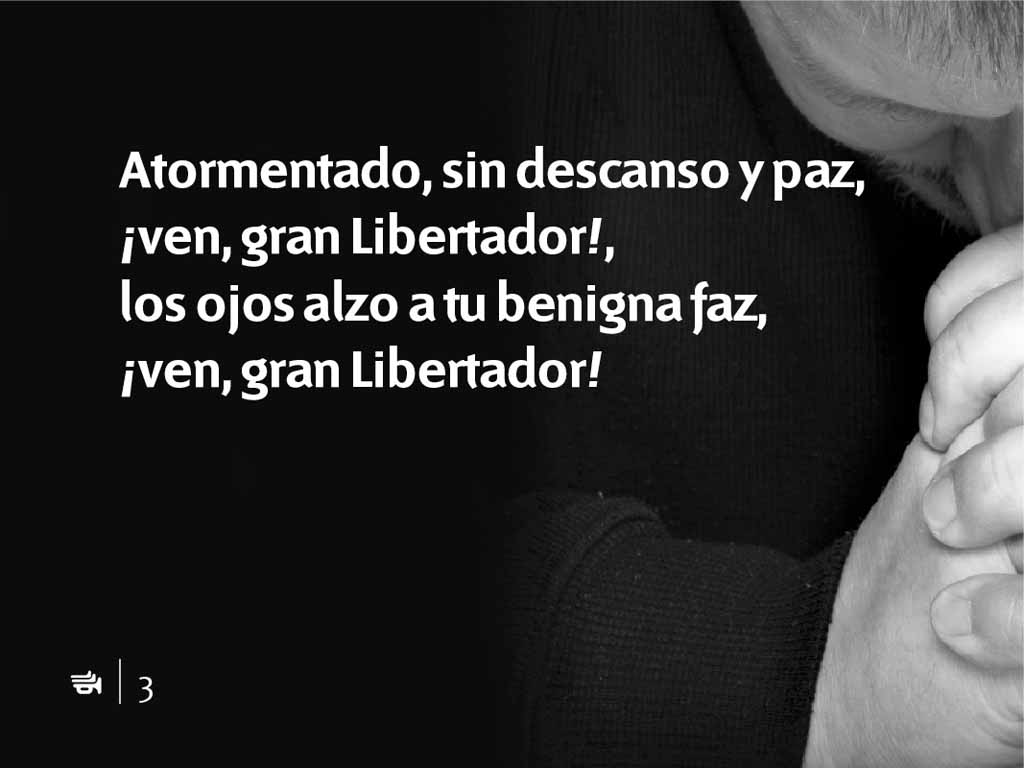 Atormentado, sin descanso y paz,
¡ven, gran Libertador!,
los ojos alzo a tu benigna faz,
¡ven, gran Libertador!
3